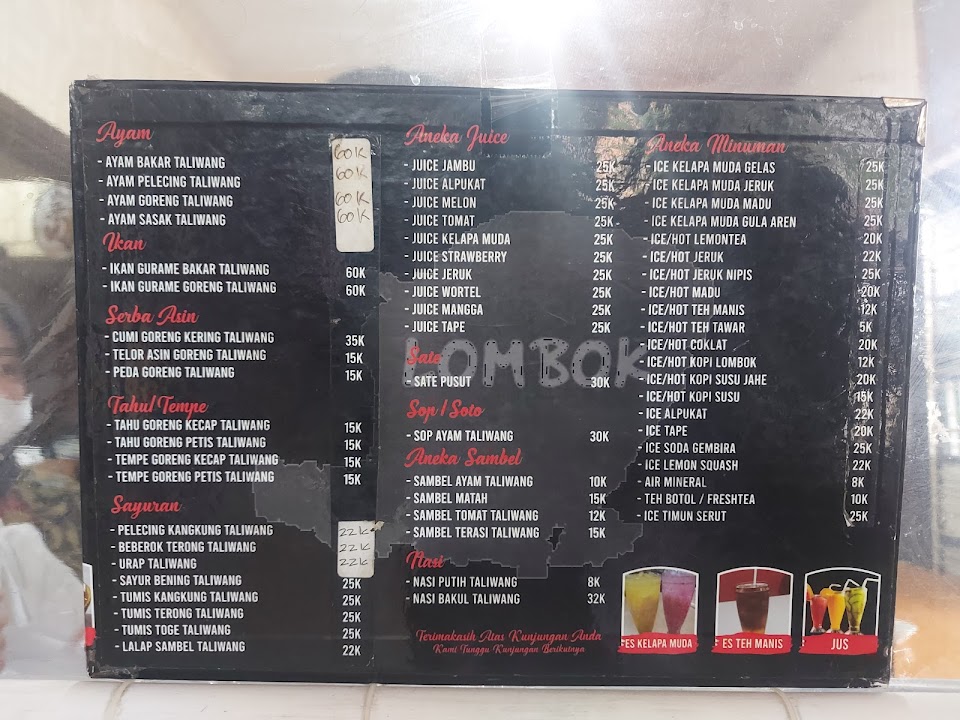 Ayam
- AYAM BAKAR TALIWANG 60K
- AYAM PELECING TALIWANG 60K
- AYAM GORENG TALIWANG 60K
- AYAM SASAK TALIWANG 60K
Ikan
- IKAN GURAME BAKAR TALIWANG 60K
- IKAN GURAME GORENG TALIWANG 60K
Serba Asin
- CUMI GORENG KERING TALIWANG 35K
- TELOR ASIN GORENG TALIWANG 15K
- PEDA GORENG TALIWANG 15K
Tahu/Tempe
- TAHU GORENG KECAP TALIWANG 15K
- TAHU GORENG PETIS TALIWANG 15K
- TEMPE GORENG KECAP TALIWANG 15K
- TEMPE GORENG PETIS TALIWANG 15K
Sayuran
- PELECING KANGKUNG TALIWANG 22K
- BEBEROK TERONG TALIWANG 22K
- URAP TALIWANG 22K
- SAYUR BENING TALIWANG 25K
- TUMIS KANGKUNG TALIWANG 25K
- TUMIS TERONG TALIWANG 25K
- TUMIS TOGE TALIWANG 25K
- LALAP SAMBEL TALIWANG 22K
Aneka Juice
- JUICE JAMBU 25K
- JUICE ALPUKAT 25K
- JUICE MELON 25K
- JUICE TOMAT 25K
- JUICE KELAPA MUDA 25K
- JUICE STRAWBERRY 25K
- JUICE JERUK 25K
- JUICE WORTEL 25K
- JUICE MANGGA 25K
- JUICE TAPE 25K
LOMBOK
Sate
- SATE PUSUT 30K
Sop / Soto
- SOP AYAM TALIWANG 30K
Aneka Sambel
- SAMBEL AYAM TALIWANG 10K
- SAMBEL MATAH 15K
- SAMBEL TOMAT TALIWANG 12K
- SAMBEL TERASI TALIWANG 15K
Nasi
- NASI PUTIH TALIWANG 8K
- NASI BAKUL TALIWANG 32K
Terimakasih Atas Kunjungan Anda
Kami Tunggu Kunjungan Berikutnya
Aneka Minuman
- ICE KELAPA MUDA GELAS 25K
- ICE KELAPA MUDA JERUK 25K
- ICE KELAPA MUDA MADU 25K
- ICE KELAPA MUDA GULA AREN 25K
- ICE/HOT LEMONTEA 20K
- ICE/HOT JERUK 22K
- ICE/HOT JERUK NIPIS 25K
- ICE/HOT MADU 20K
- ICE/HOT TEH MANIS 12K
- ICE/HOT TEH TAWAR 5K
- ICE/HOT COKLAT 20K
- ICE/HOT KOPI LOMBOK 12K
- ICE/HOT KOPI SUSU JAHE 20K
- ICE/HOT KOPI SUSU 15K
- ICE ALPUKAT 22K
- ICE TAPE 20K
- ICE SODA GEMBIRA 25K
- ICE LEMON SQUASH 22K
- AIR MINERAL 8K
- TEH BOTOL / FRESHTEA 10K
- ICE TIMUN SERUT 25K
ES KELAPA MUDA
ES TEH MANIS
JUS